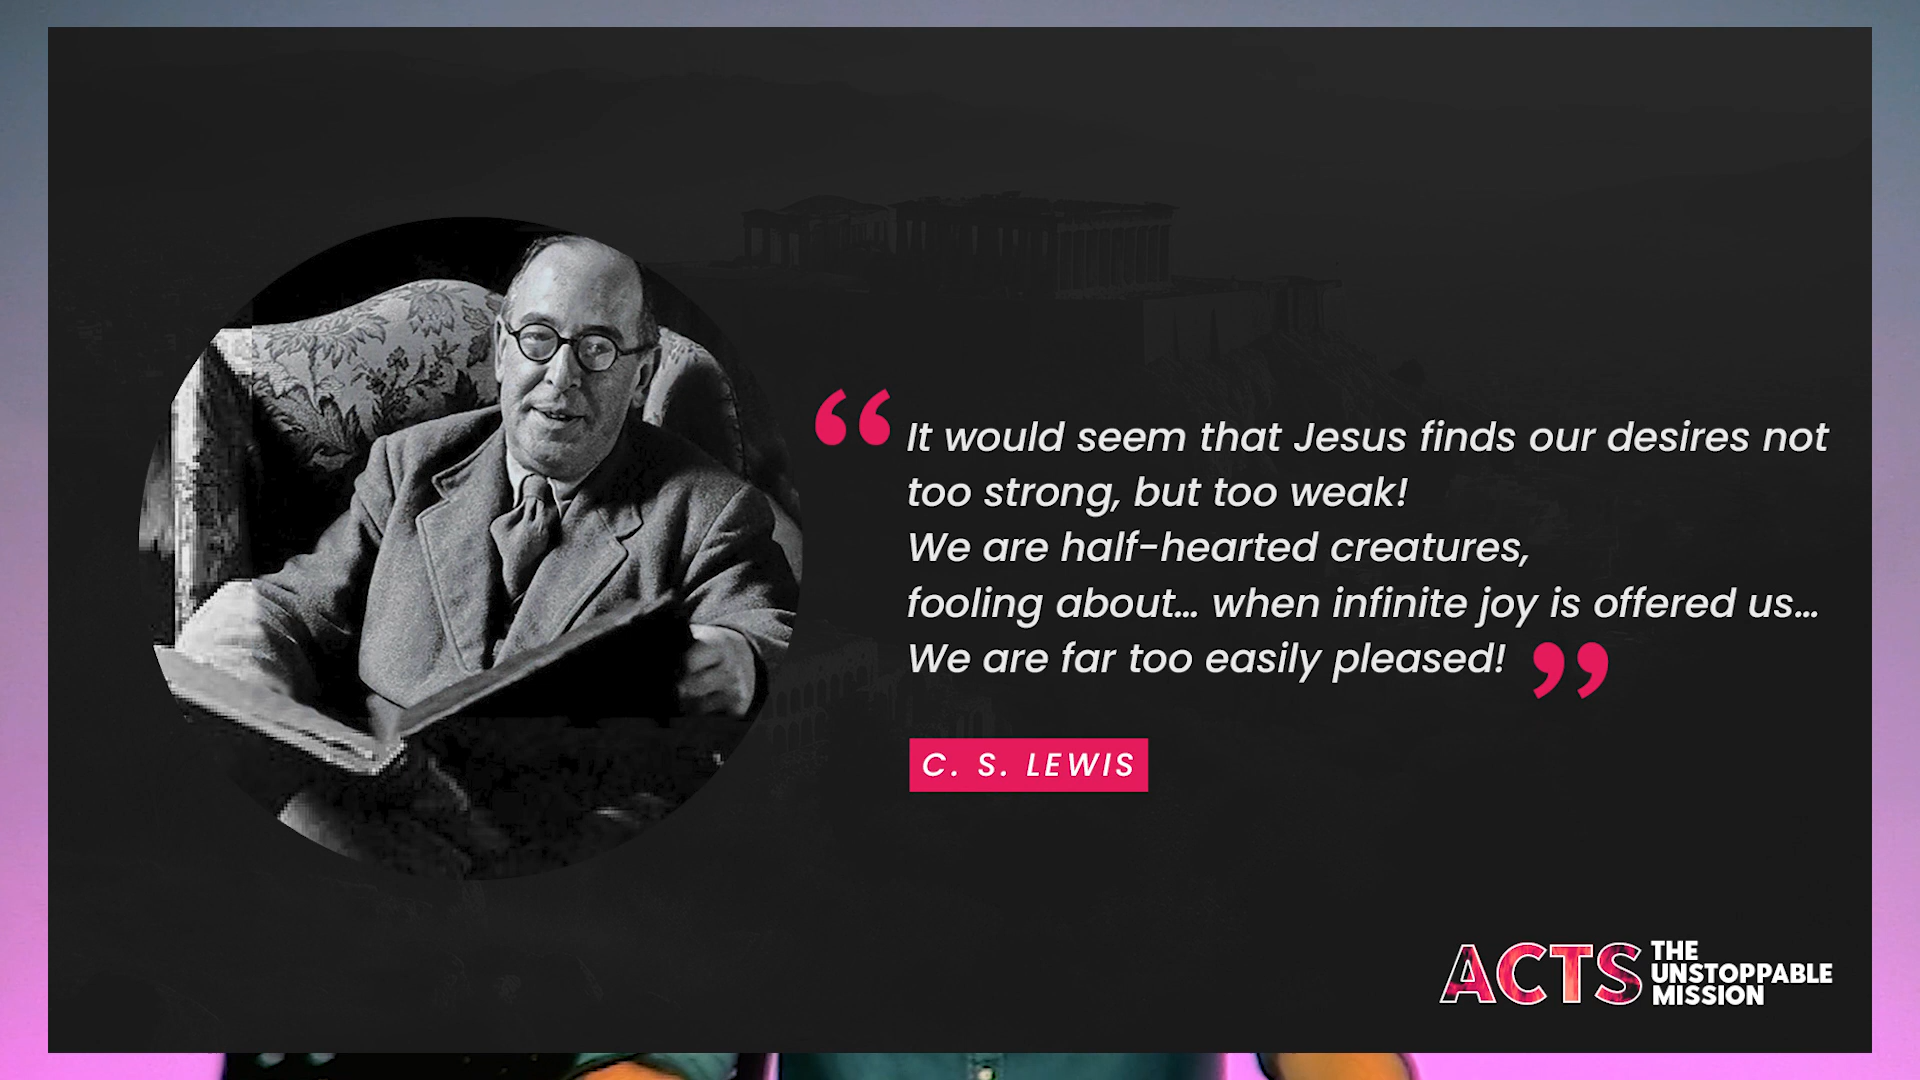 “ It would seem that Jesus finds our desires not
too strong, but too weak!
We are half-hearted creatures,
fooling about... when infinite joy is offered us...
We are far too easily pleased! ”
C. S. LEWIS
ACTS THE
UNSTOPPABLE
MISSION